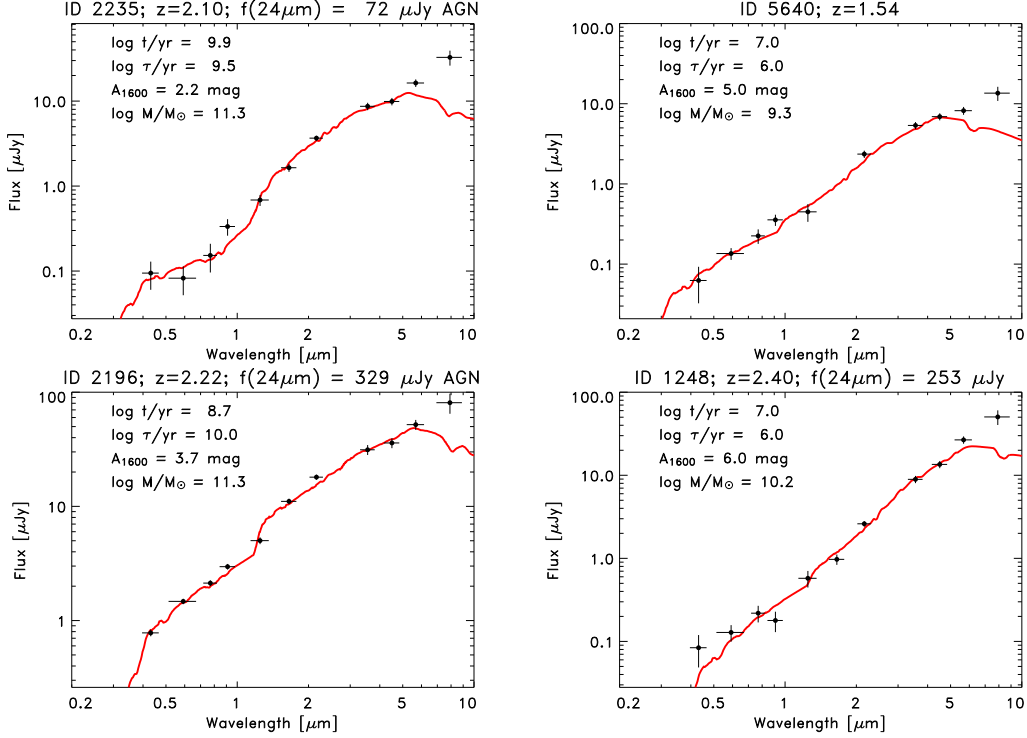 ID 2235; z=2.10; f(24μm) = 72 μJy AGN
log t/yr = 9.9
log τ/yr = 9.5
A1600 = 2.2 mag
log M/M⊙ = 11.3
10.0
1.0
0.1
Flux [μJy]
0.2 0.5 1 2 5 10
Wavelength [μm]
ID 5640; z=1.54
log t/yr = 7.0
log τ/yr = 6.0
A1600 = 5.0 mag
log M/M⊙ = 9.3
100.0
10.0
1.0
0.1
Flux [μJy]
0.2 0.5 1 2 5 10
Wavelength [μm]
ID 2196; z=2.22; f(24μm) = 329 μJy AGN
log t/yr = 8.7
log τ/yr = 10.0
A1600 = 3.7 mag
log M/M⊙ = 11.3
100
10
1
Flux [μJy]
0.2 0.5 1 2 5 10
Wavelength [μm]
ID 1248; z=2.40; f(24μm) = 253 μJy
log t/yr = 7.0
log τ/yr = 6.0
A1600 = 6.0 mag
log M/M⊙ = 10.2
100.0
10.0
1.0
0.1
Flux [μJy]
0.2 0.5 1 2 5 10
Wavelength [μm]